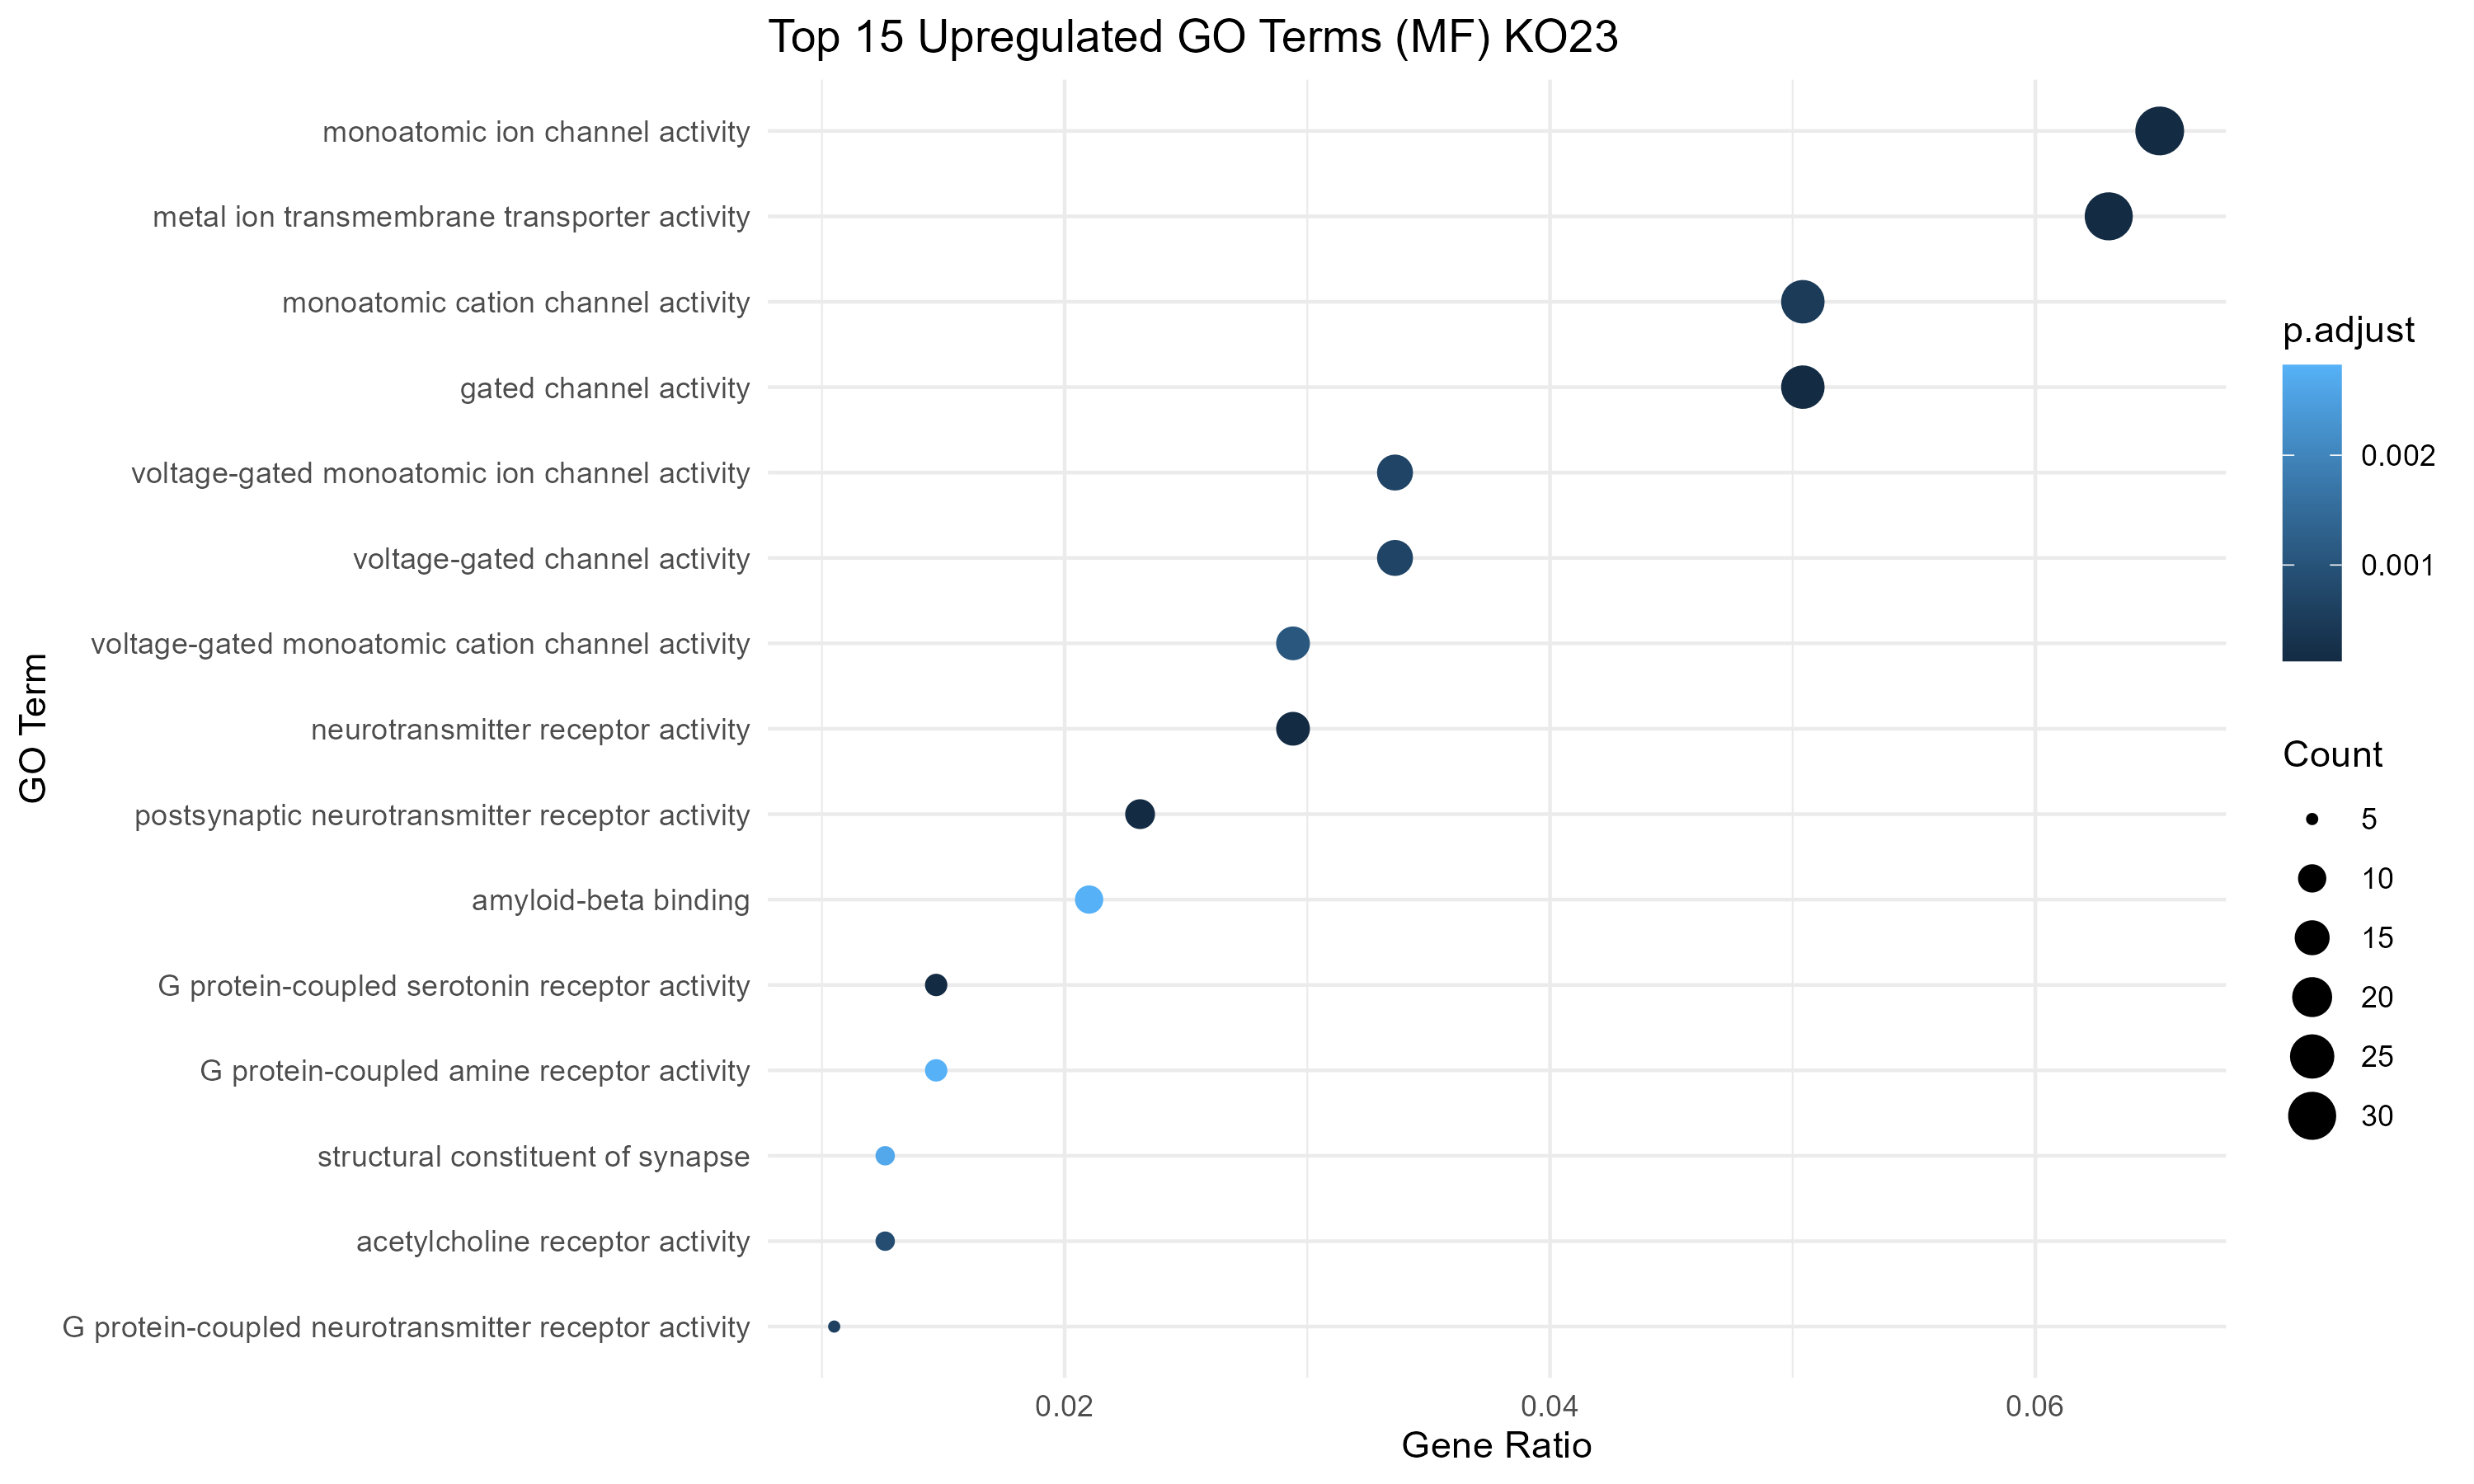 Top 15 Upregulated GO Terms (MF) KO23
GO Term
monoatomic ion channel activity
metal ion transmembrane transporter activity
monoatomic cation channel activity
gated channel activity
voltage-gated monoatomic ion channel activity
voltage-gated channel activity
voltage-gated monoatomic cation channel activity
neurotransmitter receptor activity
postsynaptic neurotransmitter receptor activity
amyloid-beta binding
G protein-coupled serotonin receptor activity
G protein-coupled amine receptor activity
structural constituent of synapse
acetylcholine receptor activity
G protein-coupled neurotransmitter receptor activity
0.02
0.04
0.06
Gene Ratio
p.adjust
0.002
0.001
Count
5
10
15
20
25
30